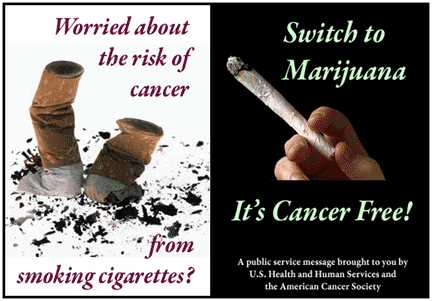 Worried about
the risk of
cancer
from
smoking cigarettes?
Switch to
Marijuana
It's Cancer Free!
A public service message brought to you by
U.S. Health and Human Services and
the American Cancer Society